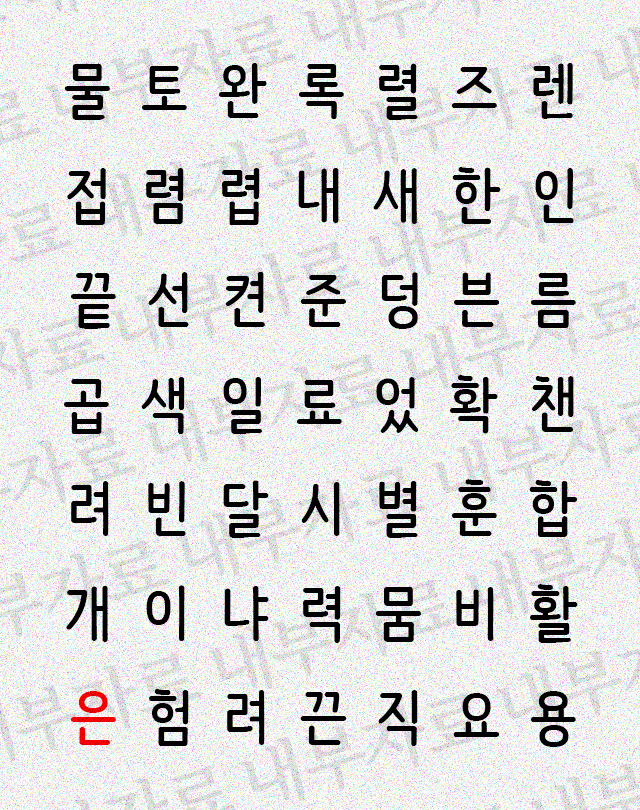 물 토 완 록 렬 즈 렌
접 렴 렵 내 새 한 인
끝 선 켠 준 덩 븐 름
곱 색 일 료 었 확 챈
려 빈 달 시 별 훈 합
개 이 냐 력 뭄 비 활
은 험 려 끈 직 요 용